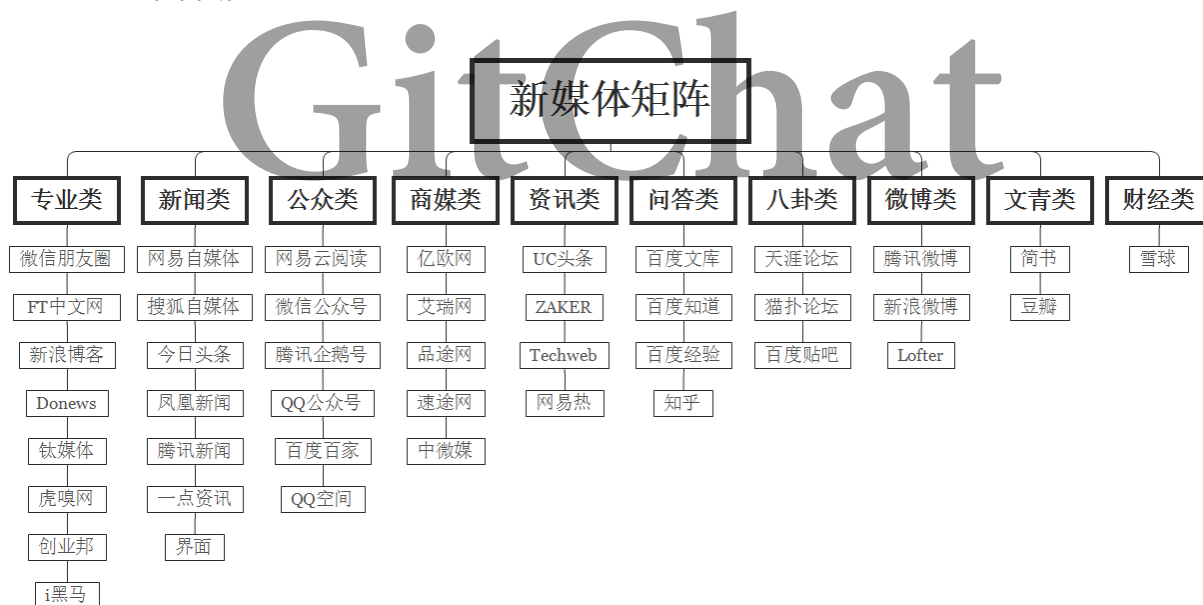 GitChat
新媒体矩阵
专业类
微信朋友圈
FT中文网
新浪博客
Donews
钛媒体
虎嗅网
创业邦
i黑马
新闻类
网易自媒体
搜狐自媒体
今日头条
凤凰新闻
腾讯新闻
一点资讯
界面
公众类
网易云阅读
微信公众号
腾讯企鹅号
QQ公众号
百度百家
QQ空间
商媒类
亿欧网
艾瑞网
品途网
速途网
中微媒
资讯类
UC头条
ZAKER
Techweb
网易热
问答类
百度文库
百度知道
百度经验
知乎
八卦类
天涯论坛
猫扑论坛
百度贴吧
微博类
腾讯微博
新浪微博
Lofter
文青类
简书
豆瓣
财经类
雪球